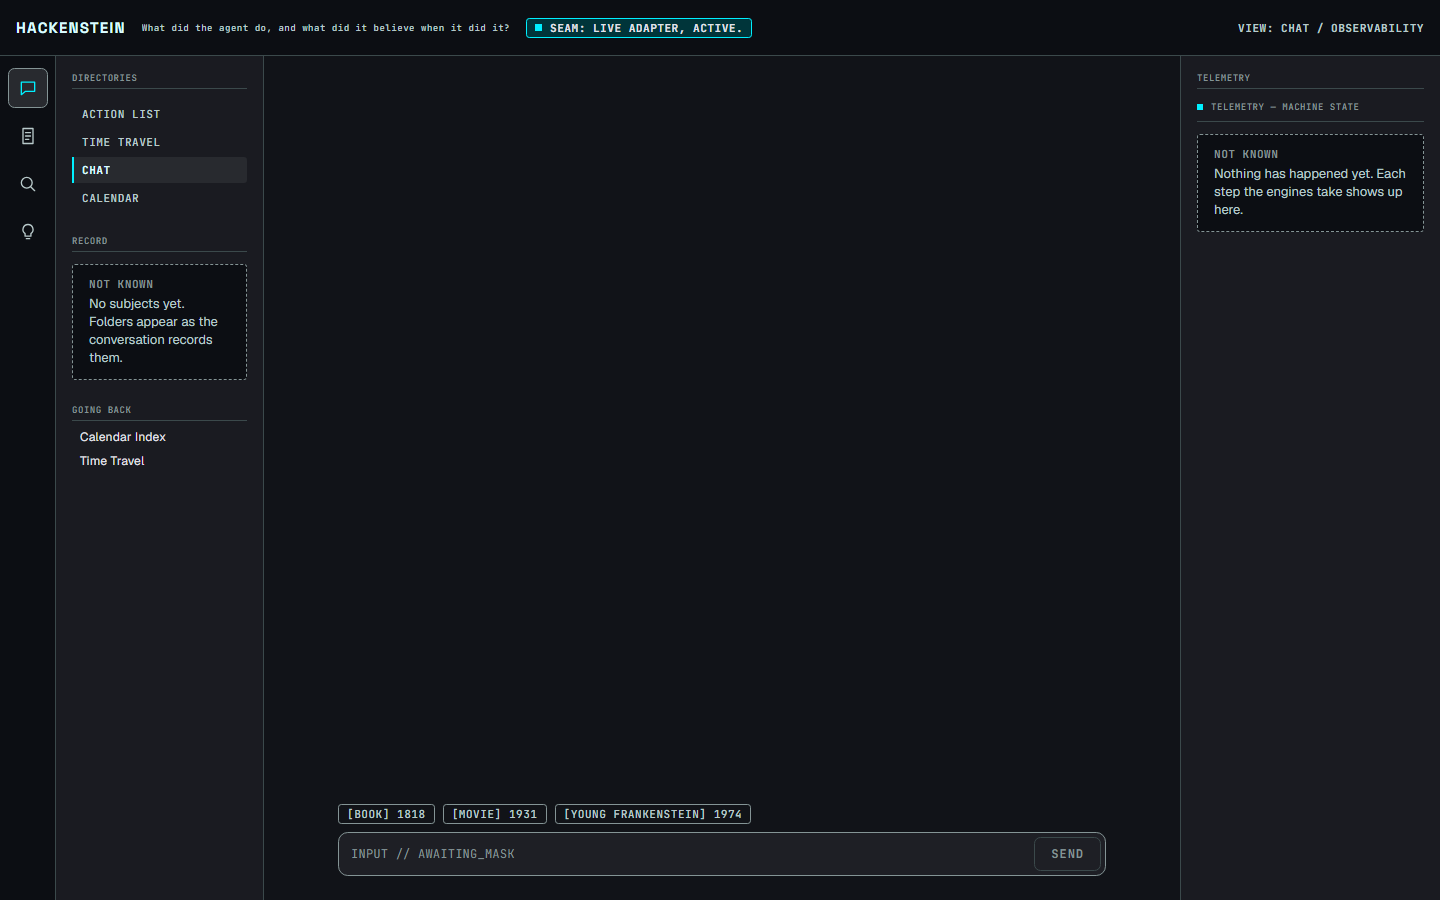 HACKENSTEIN
What did the agent do, and what did it believe when it did it?
SEAM: LIVE ADAPTER, ACTIVE.
VIEW: CHAT / OBSERVABILITY
DIRECTORIES
ACTION LIST
TIME TRAVEL
CHAT
CALENDAR
RECORD
NOT KNOWN
No subjects yet.
Folders appear as the
conversation records
them.
GOING BACK
Calendar Index
Time Travel
[BOOK] 1818
[MOVIE] 1931
[YOUNG FRANKENSTEIN] 1974
INPUT // AWAITING_MASK
SEND
TELEMETRY
TELEMETRY — MACHINE STATE
NOT KNOWN
Nothing has happened yet. Each
step the engines take shows up
here.